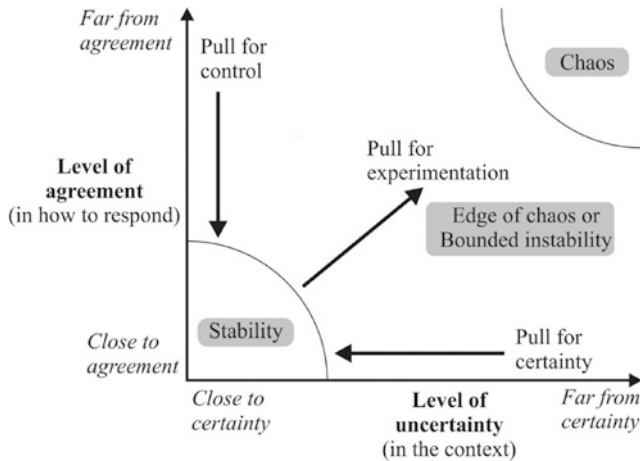 Far from
agreement
Pull for
control
Chaos
Level of
agreement
(in how to respond)
Pull for
experimentation
Edge of chaos or
Bounded instability
Stability
Close to
agreement
Pull for
certainty
Close to
certainty
Level of
uncertainty
(in the context)
Far from
certainty